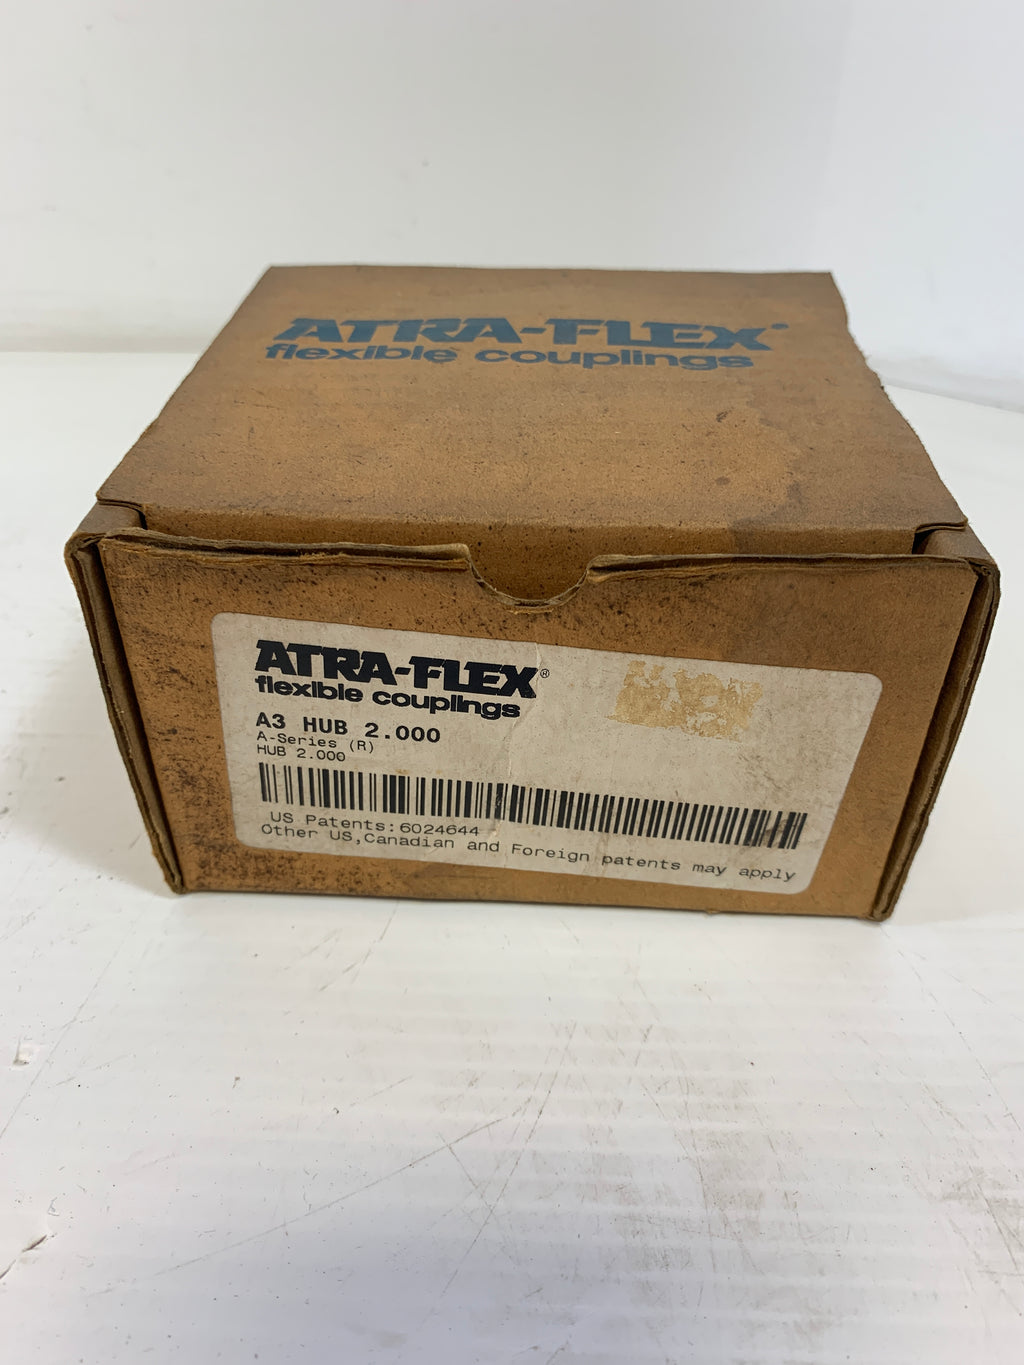 ATRA-FLEX®
flexible couplings
ATRA-FLEX®
flexible couplings
A3 HUB 2.000
A-Series (R)
HUB 2.000
US Patents:6024644
Other US,Canadian and Foreign patents may apply